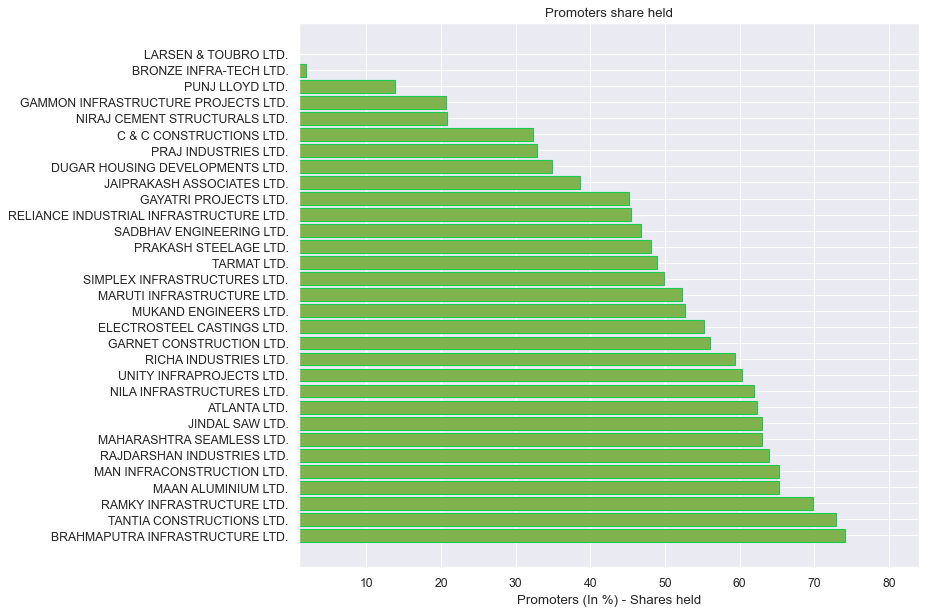 Promoters share held
LARSEN & TOUBRO LTD.
BRONZE INFRA-TECH LTD.
PUNJ LLOYD LTD.
GAMMON INFRASTRUCTURE PROJECTS LTD.
NIRAJ CEMENT STRUCTURALS LTD.
C & C CONSTRUCTIONS LTD.
PRAJ INDUSTRIES LTD.
DUGAR HOUSING DEVELOPMENTS LTD.
JAIPRAKASH ASSOCIATES LTD.
GAYATRI PROJECTS LTD.
RELIANCE INDUSTRIAL INFRASTRUCTURE LTD.
SADBHAV ENGINEERING LTD.
PRAKASH STEELAGE LTD.
TARMAT LTD.
SIMPLEX INFRASTRUCTURES LTD.
MARUTI INFRASTRUCTURE LTD.
MUKAND ENGINEERS LTD.
ELECTROSTEEL CASTINGS LTD.
GARNET CONSTRUCTION LTD.
RICHA INDUSTRIES LTD.
UNITY INFRAPROJECTS LTD.
NILA INFRASTRUCTURES LTD.
ATLANTA LTD.
JINDAL SAW LTD.
MAHARASHTRA SEAMLESS LTD.
RAJDARSHAN INDUSTRIES LTD.
MAN INFRACONSTRUCTION LTD.
MAAN ALUMINIUM LTD.
RAMKY INFRASTRUCTURE LTD.
TANTIA CONSTRUCTIONS LTD.
BRAHMAPUTRA INFRASTRUCTURE LTD.
10 20 30 40 50 60 70 80
Promoters (In %) - Shares held